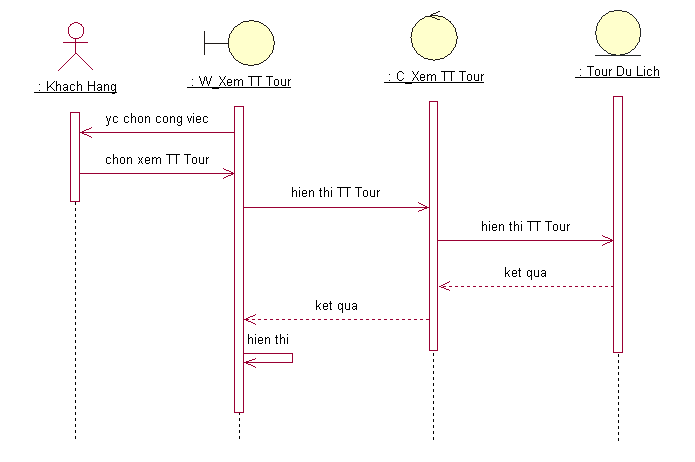 : Khach Hang
: W_Xem TT Tour
: C_Xem TT Tour
: Tour Du Lich
yc chon cong viec
chon xem TT Tour
hien thi TT Tour
hien thi TT Tour
ket qua
ket qua
hien thi